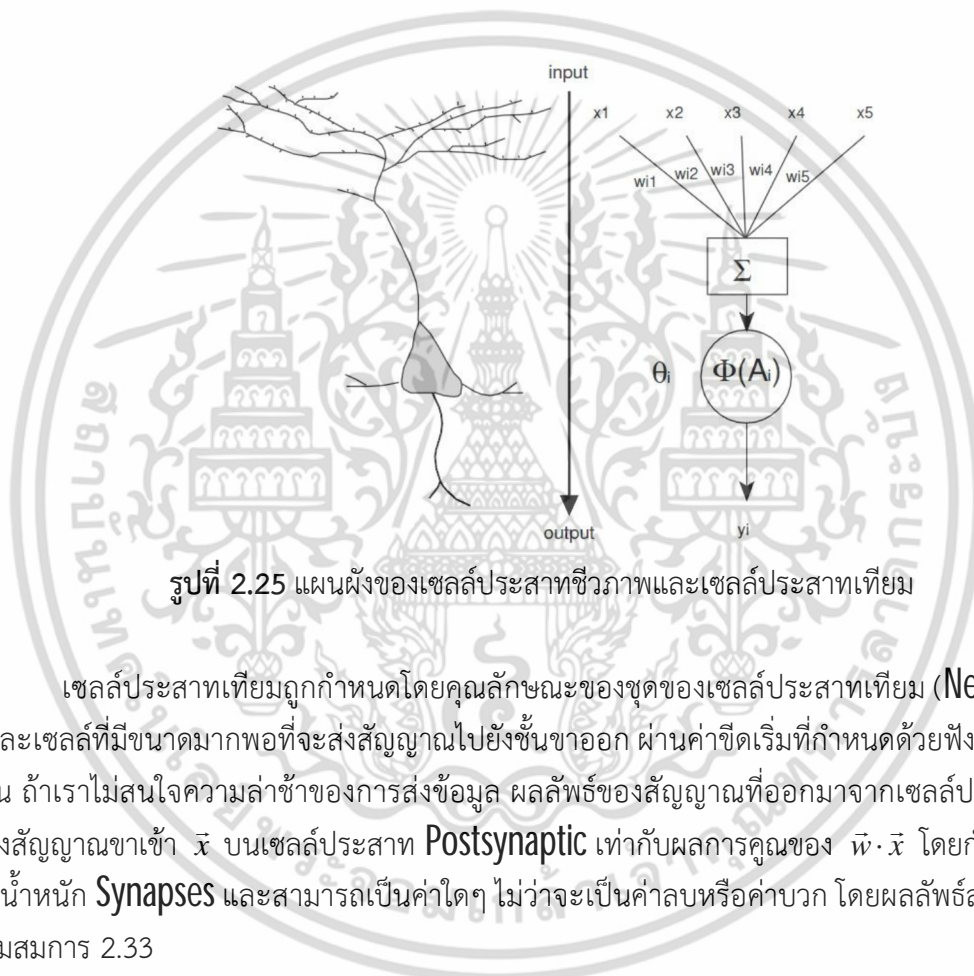 input
x1 x2 x3 x4 x5
wi1 wi2 wi3 wi4 wi5
Σ
θi Φ(Ai)
output yi
รูปที่ 2.25 แผนผังของเซลล์ประสาทชีวภาพและเซลล์ประสาทเทียม
เซลล์ประสาทเทียมถูกกำหนดโดยคุณลักษณะของชุดของเซลล์ประสาทเทียม (Ne
ละเซลล์ที่มีขนาดมากพอที่จะส่งสัญญาณไปยังชั้นขาออก ผ่านค่าขีดเริ่มที่กำหนดด้วยฟัง
น ถ้าเราไม่สนใจความล่าช้าของการส่งข้อมูล ผลลัพธ์ของสัญญาณที่ออกมาจากเซลล์ป
งสัญญาณขาเข้า x⃗ บนเซลล์ประสาท Postsynaptic เท่ากับผลการคูณของ w⃗ · x⃗ โดยกํ
น้ำหนัก Synapses และสามารถเป็นค่าใดๆ ไม่ว่าจะเป็นค่าลบหรือค่าบวก โดยผลลัพธ์ส
มสมการ 2.33